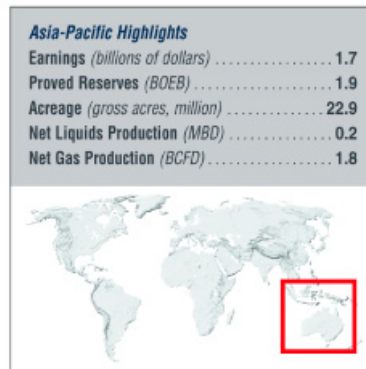 Asia-Pacific Highlights
Earnings (billions of dollars) ................. 1.7
Proved Reserves (BOEB) ................. 1.9
Acreage (gross acres, million) ............ 22.9
Net Liquids Production (MBD) ............ 0.2
Net Gas Production (BCFD) ............... 1.8